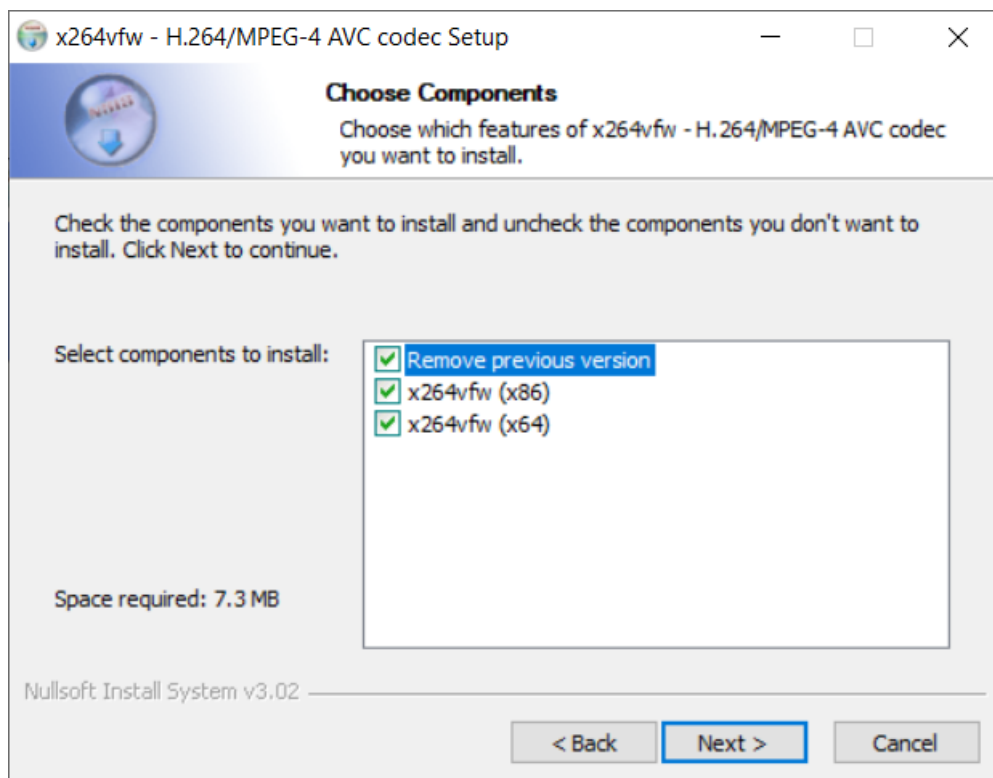 x264vfw - H.264/MPEG-4 AVC codec Setup
Choose Components
Choose which features of x264vfw - H.264/MPEG-4 AVC codec
you want to install.
Check the components you want to install and uncheck the components you don't want to
install. Click Next to continue.
Select components to install:
Remove previous version
x264vfw (x86)
x264vfw (x64)
Space required: 7.3 MB
Nullsoft Install System v3.02
< Back
Next >
Cancel